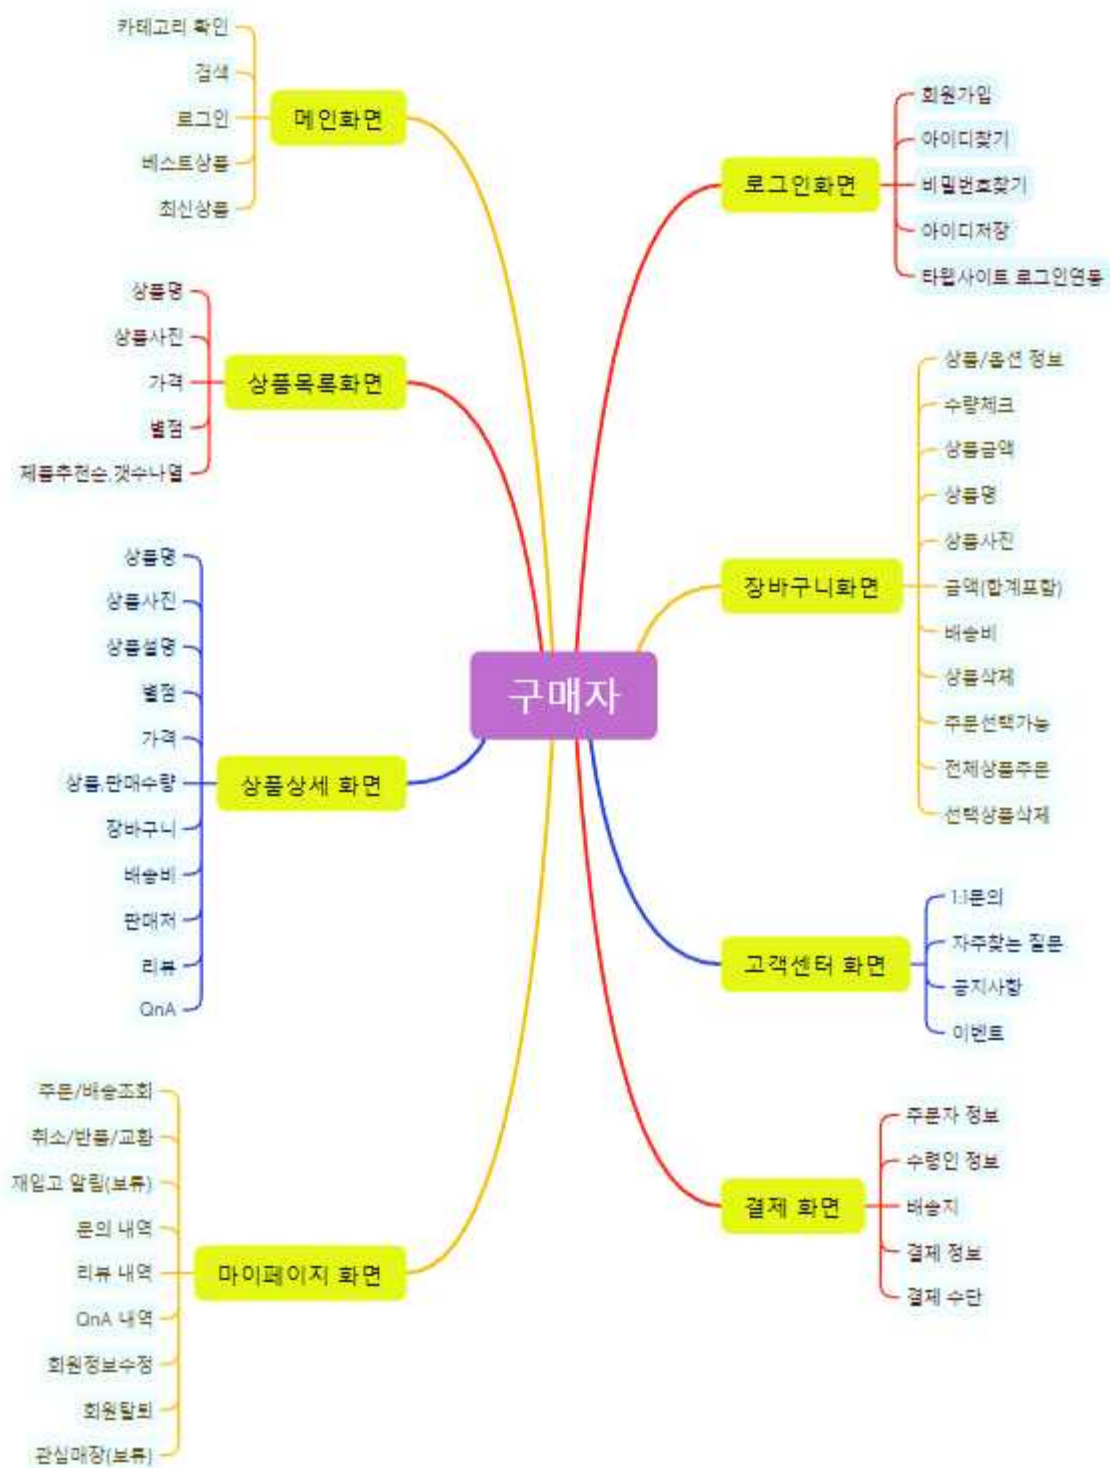 구매자
메인화면
카테고리 확인
검색
로그인
베스트상품
최신상품
상품목록화면
상품명
상품사진
가격
별점
제품추천순,갯수나열
상품상세 화면
상품명
상품사진
상품설명
별점
가격
상품,판매수량
장바구니
배송비
판매저
리뷰
QnA
마이페이지 화면
주문/배송조회
취소/반품/교환
재입고 알림(보류)
문의 내역
리뷰 내역
QnA 내역
회원정보수정
회원탈퇴
관심매장(보류)
로그인화면
회원가입
아이디찾기
비밀번호찾기
아이디저장
타웹사이트 로그인연동
장바구니화면
상품/옵션 정보
수량체크
상품금액
상품명
상품사진
금액(합계포함)
배송비
상품삭제
주문선택가능
전체상품주문
선택상품삭제
고객센터 화면
1:1문의
자주찾는 질문
공지사항
이벤트
결제 화면
주문자 정보
수령인 정보
배송지
결제 정보
결제 수단